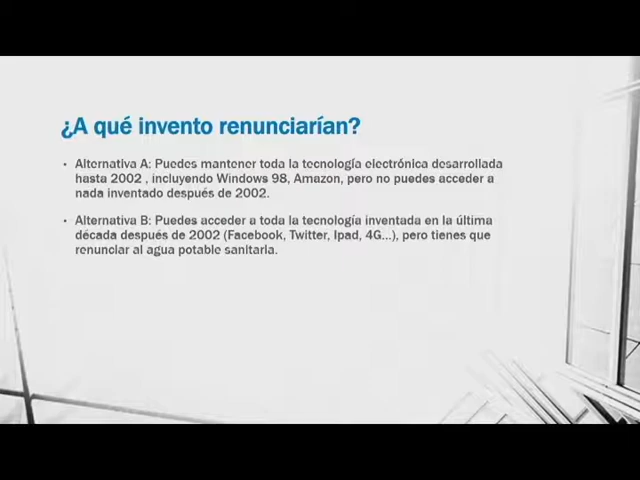 ¿A qué invento renunciarían?
• Alternativa A: Puedes mantener toda la tecnología electrónica desarrollada
hasta 2002 , incluyendo Windows 98, Amazon, pero no puedes acceder a
nada inventado después de 2002.
• Alternativa B: Puedes acceder a toda la tecnología inventada en la última
década después de 2002 (Facebook, Twitter, Ipad, 4G...), pero tienes que
renunciar al agua potable sanitaria.